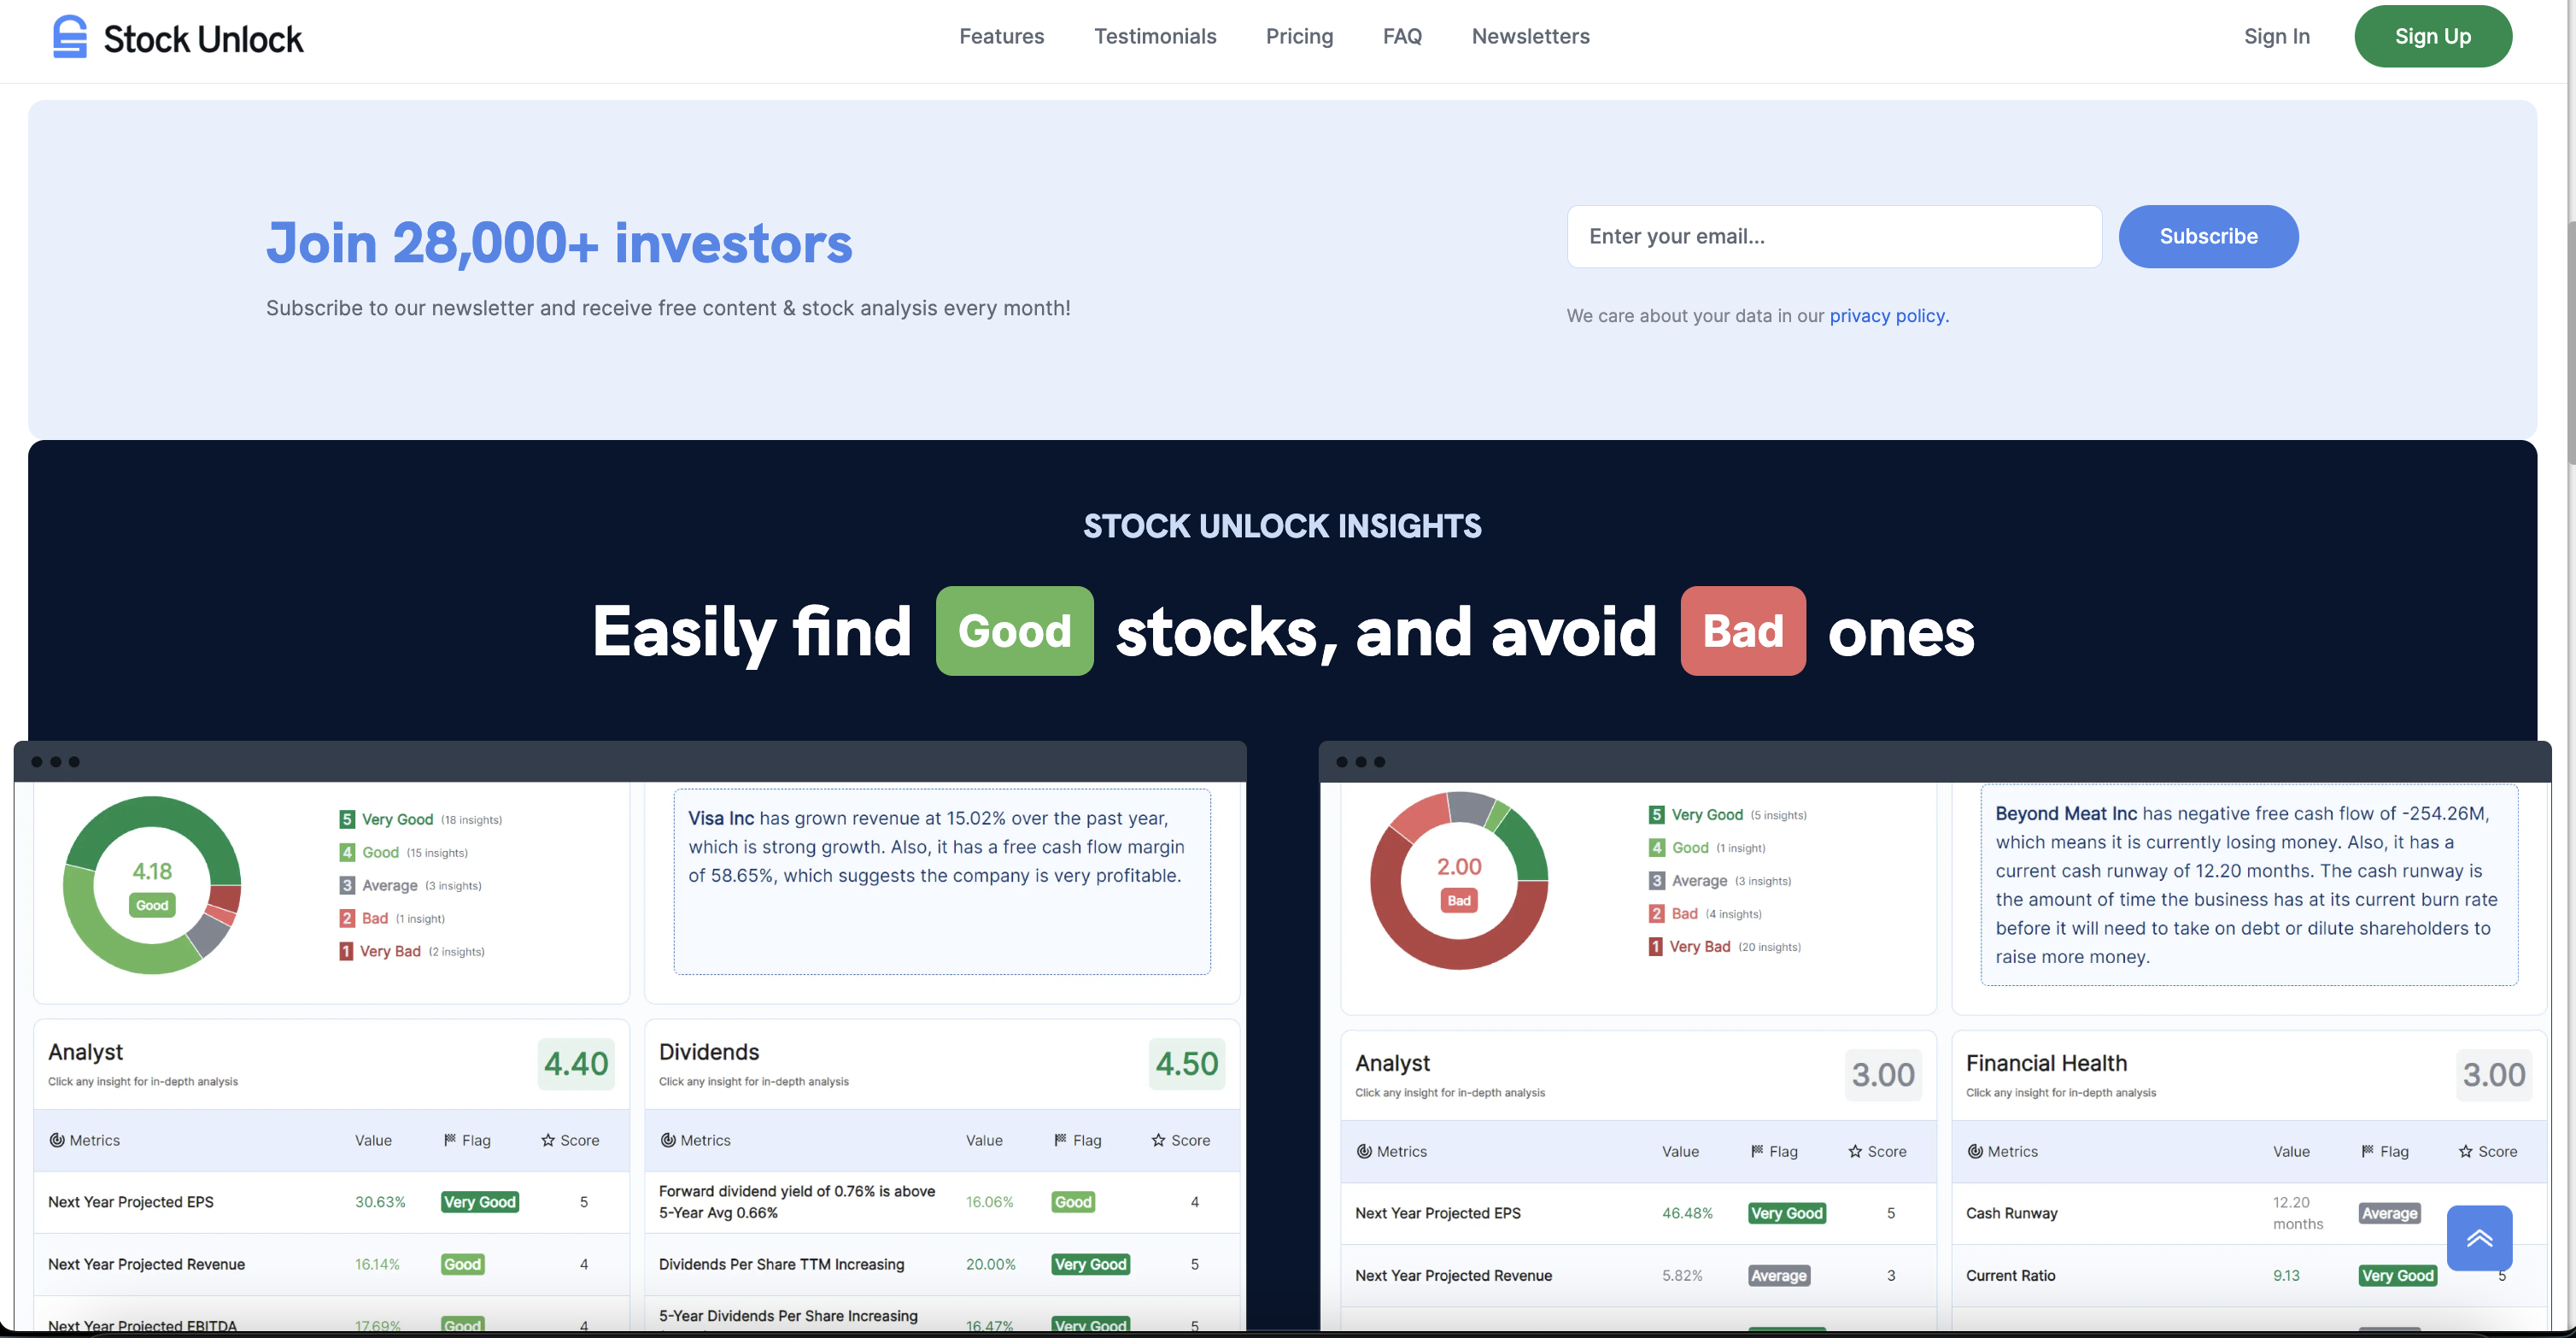 Stock Unlock
Features
Testimonials
Pricing
FAQ
Newsletters
Sign In
Sign Up
Join 28,000+ investors
Subscribe to our newsletter and receive free content & stock analysis every month!
Enter your email...
Subscribe
We care about your data in our privacy policy.
STOCK UNLOCK INSIGHTS
Easily find Good stocks, and avoid Bad ones
4.18
Good
5 Very Good (18 insights)
4 Good (15 insights)
3 Average (3 insights)
2 Bad (1 insight)
1 Very Bad (2 insights)
Visa Inc has grown revenue at 15.02% over the past year,
which is strong growth. Also, it has a free cash flow margin
of 58.65%, which suggests the company is very profitable.
Analyst
Click any insight for in-depth analysis
4.40
Metrics Value Flag Score
Next Year Projected EPS 30.63% Very Good 5
Next Year Projected Revenue 16.14% Good 4
Next Year Projected EBITDA 17.69% Good 4
Dividends
Click any insight for in-depth analysis
4.50
Metrics Value Flag Score
Forward dividend yield of 0.76% is above
5-Year Avg 0.66%
16.06% Good 4
Dividends Per Share TTM Increasing 20.00% Very Good 5
5-Year Dividends Per Share Increasing
16.47% Very Good 5
2.00
Bad
5 Very Good (5 insights)
4 Good (1 insight)
3 Average (3 insights)
2 Bad (4 insights)
1 Very Bad (20 insights)
Beyond Meat Inc has negative free cash flow of -254.26M,
which means it is currently losing money. Also, it has a
current cash runway of 12.20 months. The cash runway is
the amount of time the business has at its current burn rate
before it will need to take on debt or dilute shareholders to
raise more money.
Analyst
Click any insight for in-depth analysis
3.00
Metrics Value Flag Score
Next Year Projected EPS 46.48% Very Good 5
Next Year Projected Revenue 5.82% Average 3
Financial Health
Click any insight for in-depth analysis
3.00
Metrics Value Flag Score
Cash Runway 12.20
months
Average
Current Ratio 9.13 Very Good 5